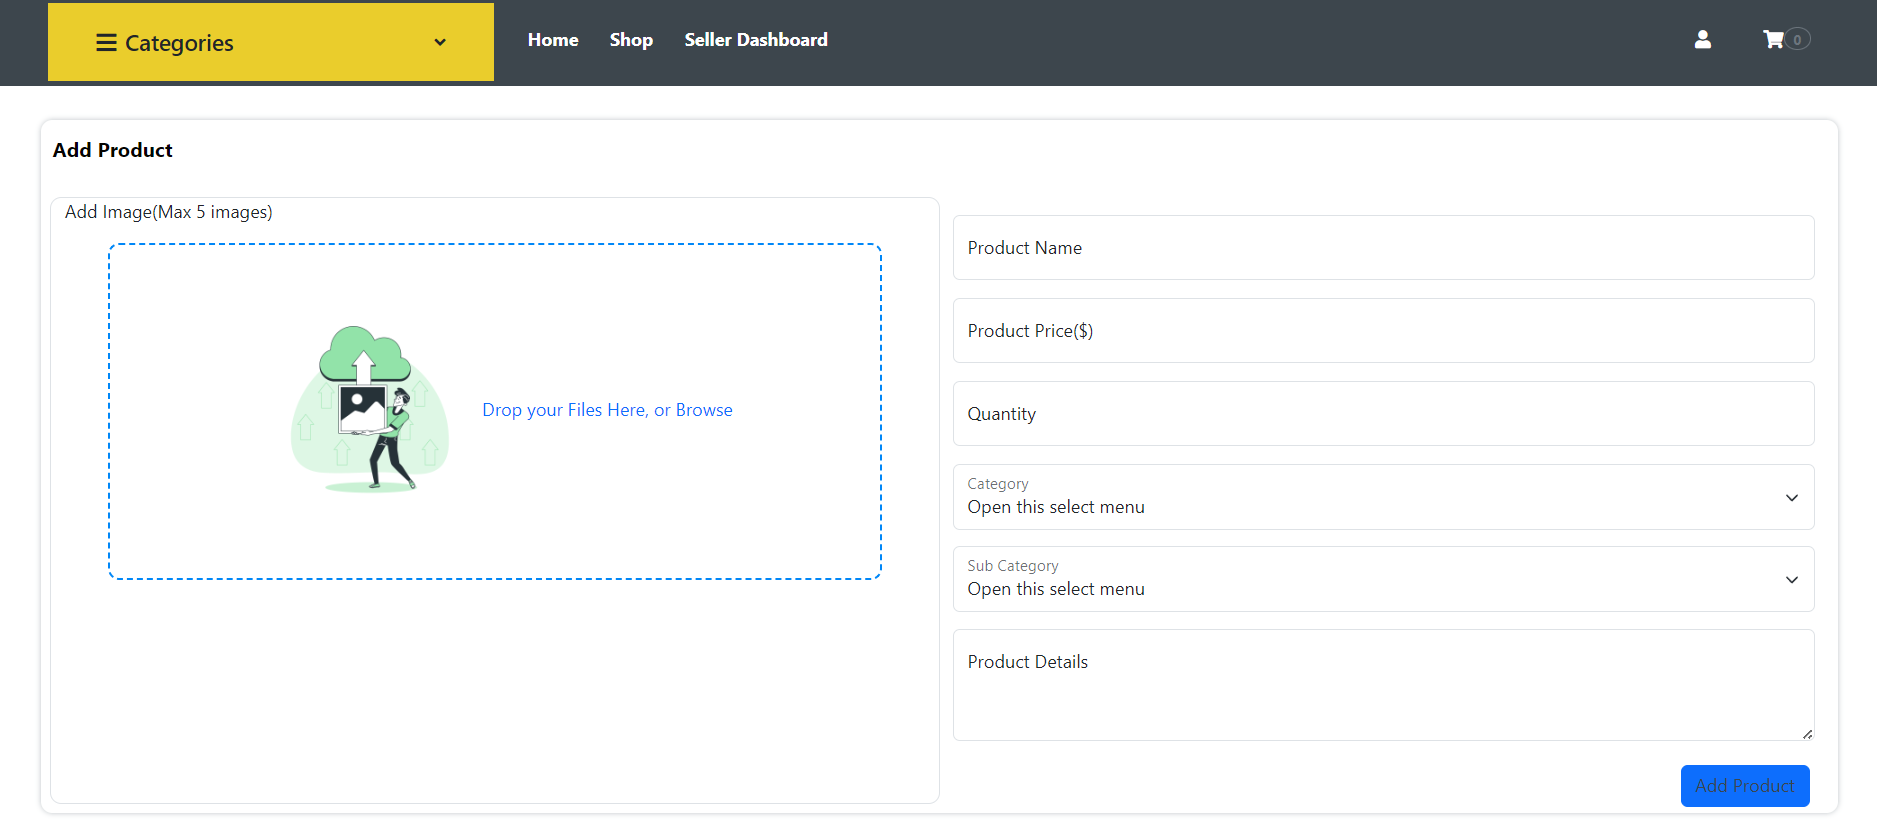 Categories
Home
Shop
Seller Dashboard
0
Add Product
Add Image(Max 5 images)
Drop your Files Here, or Browse
Product Name
Product Price($)
Quantity
Category
Open this select menu
Sub Category
Open this select menu
Product Details
Add Product